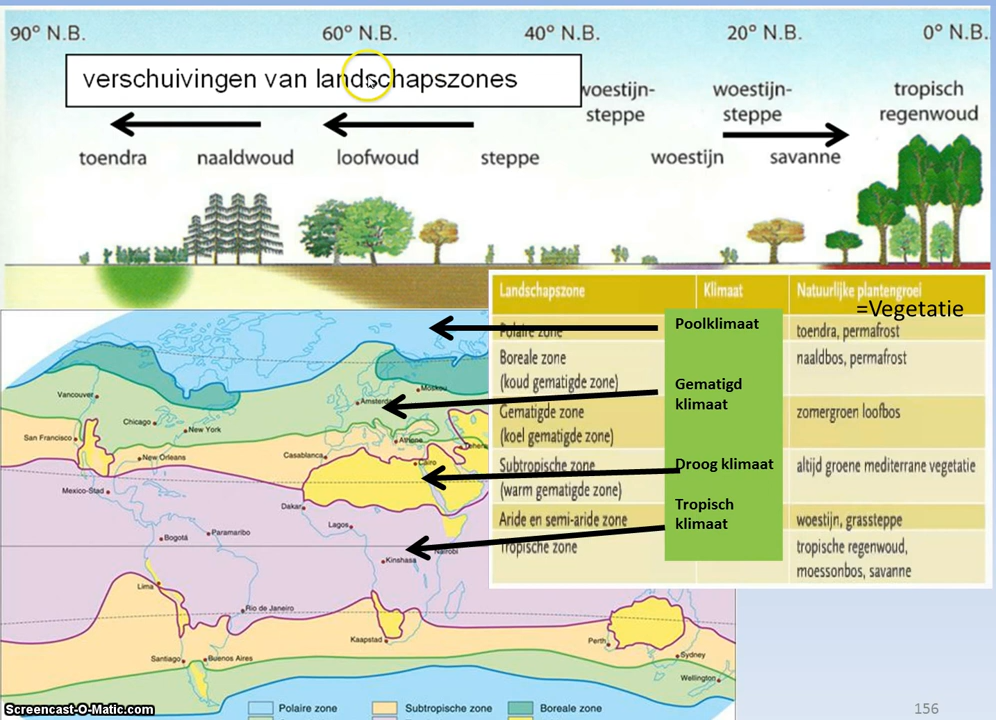 90° N.B.
60° N.B.
40° N.B.
20° N.B.
0° N.B.
verschuivingen van landschapszones
woestijn-
steppe
woestijn-
steppe
tropisch
regenwoud
toendra
naaldwoud
loofwoud
steppe
woestijn
savanne
Landschapszone
Klimaat
Natuurlijke plantengroei
=Vegetatie
Polaire zone
Poolklimaat
toendra, permafrost
Boreale zone
(koud gematigde zone)
naaldbos, permafrost
Gematigd
klimaat
Gematigde zone
(koel gematigde zone)
zomergroen loofbos
Subtropische zone
(warm gematigde zone)
Droog klimaat
altijd groene mediterrane vegetatie
Aride en semi-aride zone
Tropisch
klimaat
woestijn, grassteppe
Tropische zone
tropische regenwoud,
moessonbos, savanne
Vancouver
Moskou
Amsterdam
Chicago
New York
San Francisco
Athene
Teheran
New Orleans
Casablanca
Cairo
Mexico-Stad
Dakar
Lagos
Paramaribo
Bogotá
Nairobi
Kinshasa
Lima
Rio de Janeiro
Kaapstad
Perth
Santiago
Buenos Aires
Sydney
Wellington
Polaire zone
Subtropische zone
Boreale zone
Screencast-O-Matic.com
156